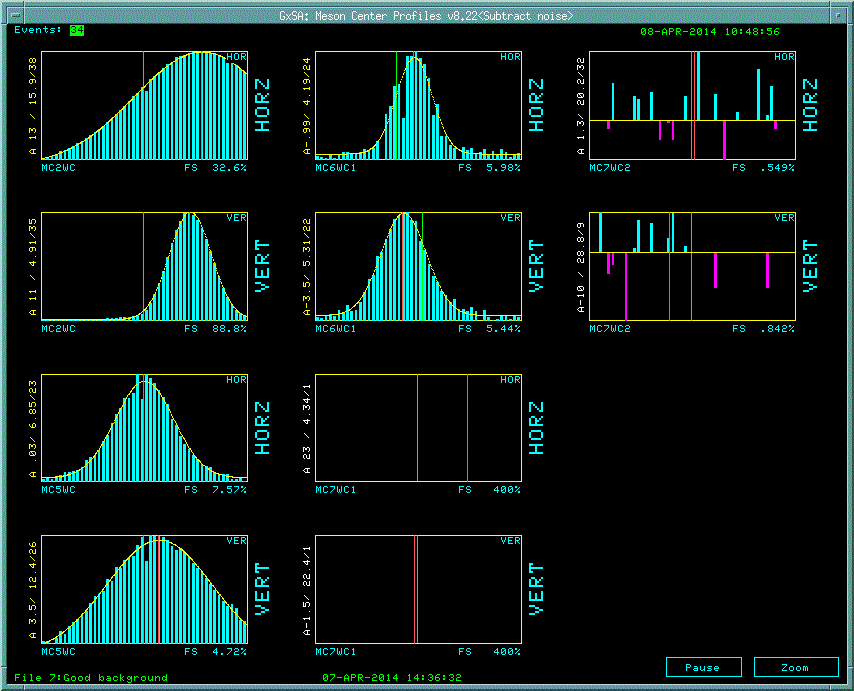 GxSA: Meson Center Profiles v8.22<Subtract noise>
Events: 34
08-APR-2014 10:48:56
A 13 / 15.9/38
HOR
HORZ
MC2WC FS 32.6%
A- 99/ 4.19/24
HOR
HORZ
MC6WC1 FS 5.98%
A 1.3/ 20.2/32
HOR
HORZ
MC7WC2 FS .549%
A 11 / 4.91/35
VER
VERT
MC2WC FS 88.8%
A-3.5/ 5.31/22
VER
VERT
MC6WC1 FS 5.44%
A-10 / 28.8/9
VER
VERT
MC7WC2 FS .842%
A 03/ 6.85/23
HOR
HORZ
MC5WC FS 7.57%
A 23 / 4.34/1
HOR
HORZ
MC7WC1 FS 400%
A 3.5/ 12.4/26
VER
VERT
MC5WC FS 4.72%
A-1.5/ 22.4/1
VER
VERT
MC7WC1 FS 400%
Pause Zoom
File 7:Good background 07-APR-2014 14:36:32